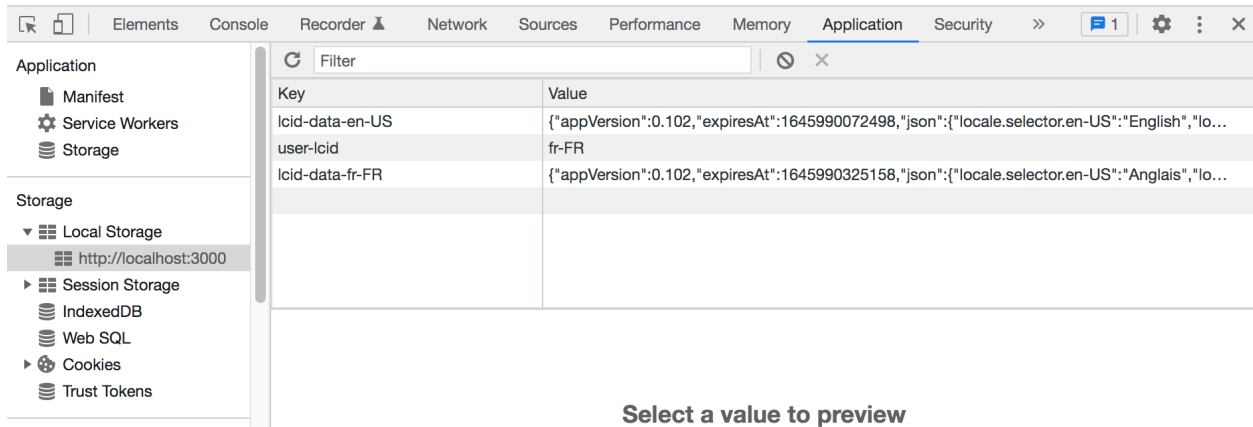 Elements Console Recorder Network Sources Performance Memory Application Security » 1
Application
Manifest
Service Workers
Storage
Storage
Local Storage
http://localhost:3000
Session Storage
IndexedDB
Web SQL
Cookies
Trust Tokens
Filter
Key Value
lcid-data-en-US {"appVersion":0.102,"expiresAt":1645990072498,"json":{"locale.selector.en-US":"English","lo…
user-lcid fr-FR
lcid-data-fr-FR {"appVersion":0.102,"expiresAt":1645990325158,"json":{"locale.selector.en-US":"Anglais","lo…
Select a value to preview